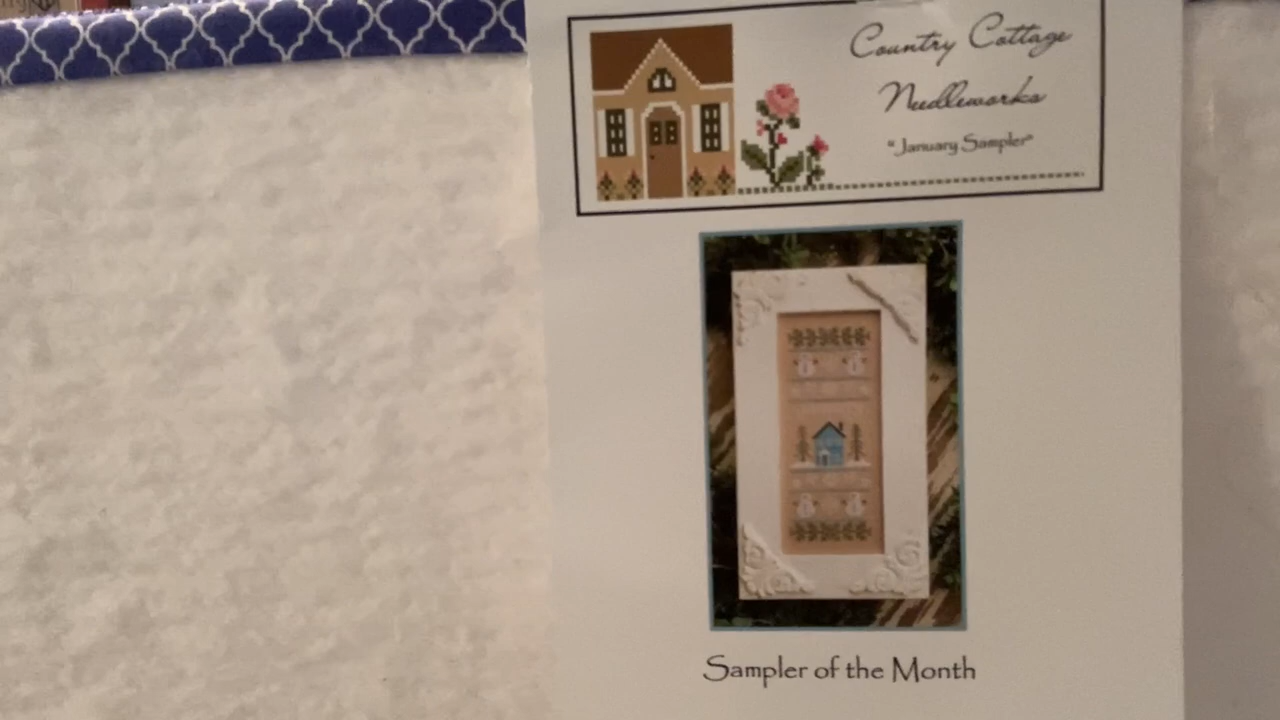 Country Cottage
Needleworks
"January Sampler"
Sampler of the Month